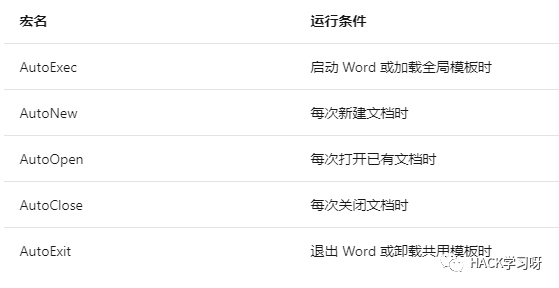 宏名 运行条件
AutoExec 启动 Word 或加载全局模板时
AutoNew 每次新建文档时
AutoOpen 每次打开已有文档时
AutoClose 每次关闭文档时
AutoExit 退出 Word 或卸载共用模板时
HACK学习呀